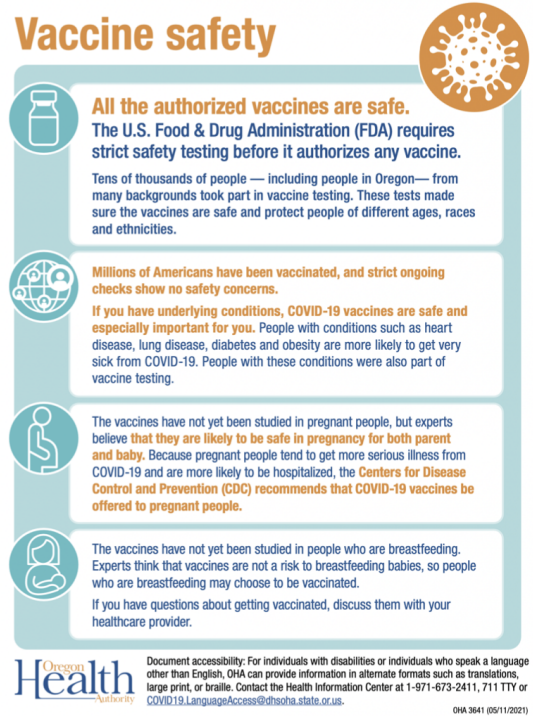 Vaccine safety
All the authorized vaccines are safe.
The U.S. Food & Drug Administration (FDA) requires
strict safety testing before it authorizes any vaccine.
Tens of thousands of people — including people in Oregon— from
many backgrounds took part in vaccine testing. These tests made
sure the vaccines are safe and protect people of different ages, races
and ethnicities.
Millions of Americans have been vaccinated, and strict ongoing
checks show no safety concerns.
If you have underlying conditions, COVID-19 vaccines are safe and
especially important for you. People with conditions such as heart
disease, lung disease, diabetes and obesity are more likely to get very
sick from COVID-19. People with these conditions were also part of
vaccine testing.
The vaccines have not yet been studied in pregnant people, but experts
believe that they are likely to be safe in pregnancy for both parent
and baby. Because pregnant people tend to get more serious illness from
COVID-19 and are more likely to be hospitalized, the Centers for Disease
Control and Prevention (CDC) recommends that COVID-19 vaccines be
offered to pregnant people.
The vaccines have not yet been studied in people who are breastfeeding.
Experts think that vaccines are not a risk to breastfeeding babies, so people
who are breastfeeding may choose to be vaccinated.
If you have questions about getting vaccinated, discuss them with your
healthcare provider.
Oregon
Health
Authority
Document accessibility: For individuals with disabilities or individuals who speak a language
other than English, OHA can provide information in alternate formats such as translations,
large print, or braille. Contact the Health Information Center at 1-971-673-2411, 711 TTY or
COVID19.LanguageAccess@dhsoha.state.or.us.
OHA 3641 (05/11/2021)